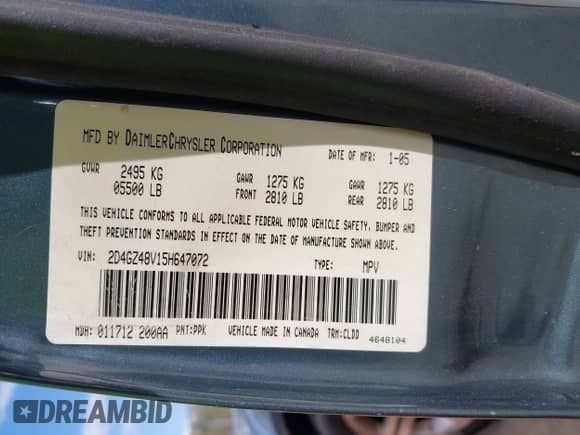 MFD BY DAIMLERCHRYSLER CORPORATION DATE OF MFR: 1-05
GVWR 2495 KG 05500 LB GAWR FRONT 1275 KG 2810 LB GAWR REAR 1275 KG 2810 LB
THIS VEHICLE CONFORMS TO ALL APPLICABLE FEDERAL MOTOR VEHICLE SAFETY, BUMPER AND
THEFT PREVENTION STANDARDS IN EFFECT ON THE DATE OF MANUFACTURE SHOWN ABOVE.
VIN: 2D4GZ48V15H647072 TYPE: MPV
MDH: 011712 200AA PNT:PPK VEHICLE MADE IN CANADA TRM:CLDD 4648104
DREAMBID